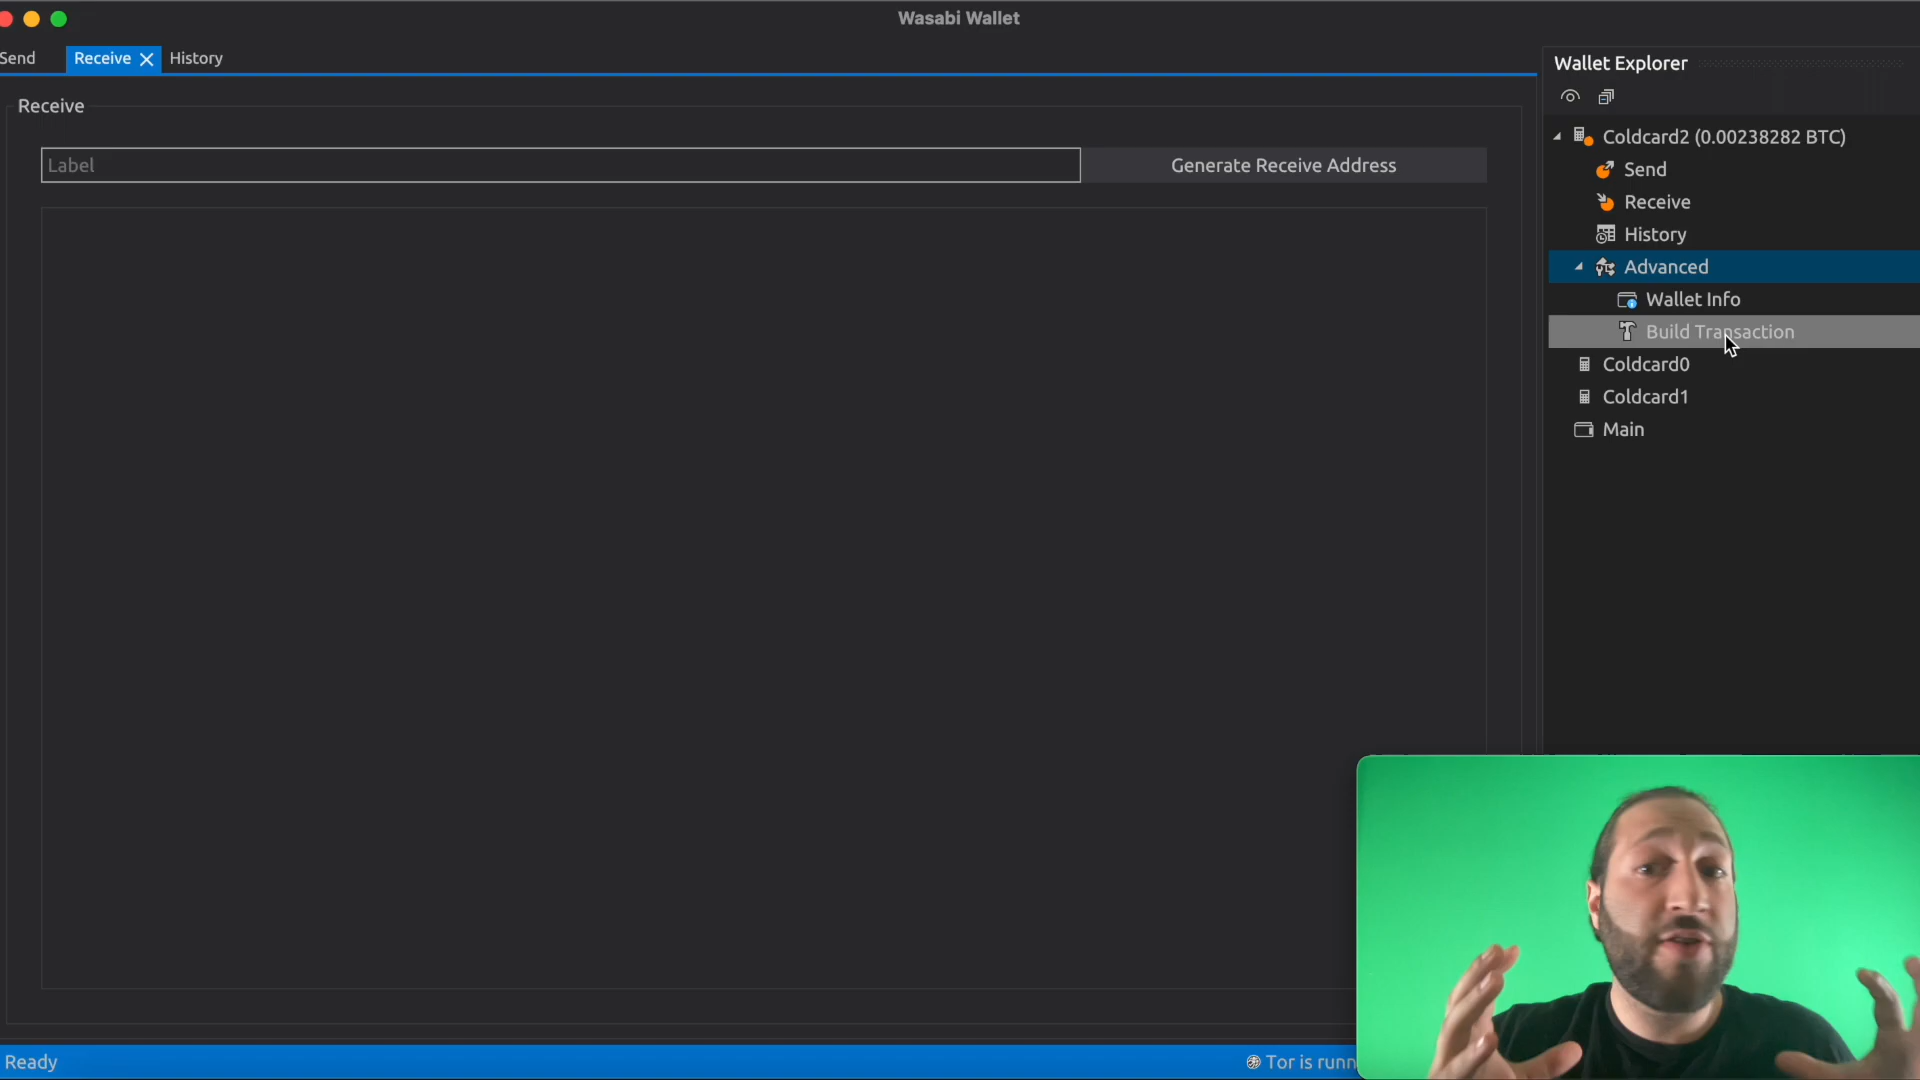 Wasabi Wallet
Send
Receive
History
Receive
Label
Generate Receive Address
Wallet Explorer
Coldcard2 (0.00238282 BTC)
Send
Receive
History
Advanced
Wallet Info
Build Transaction
Coldcard0
Coldcard1
Main
Ready
Tor is runn